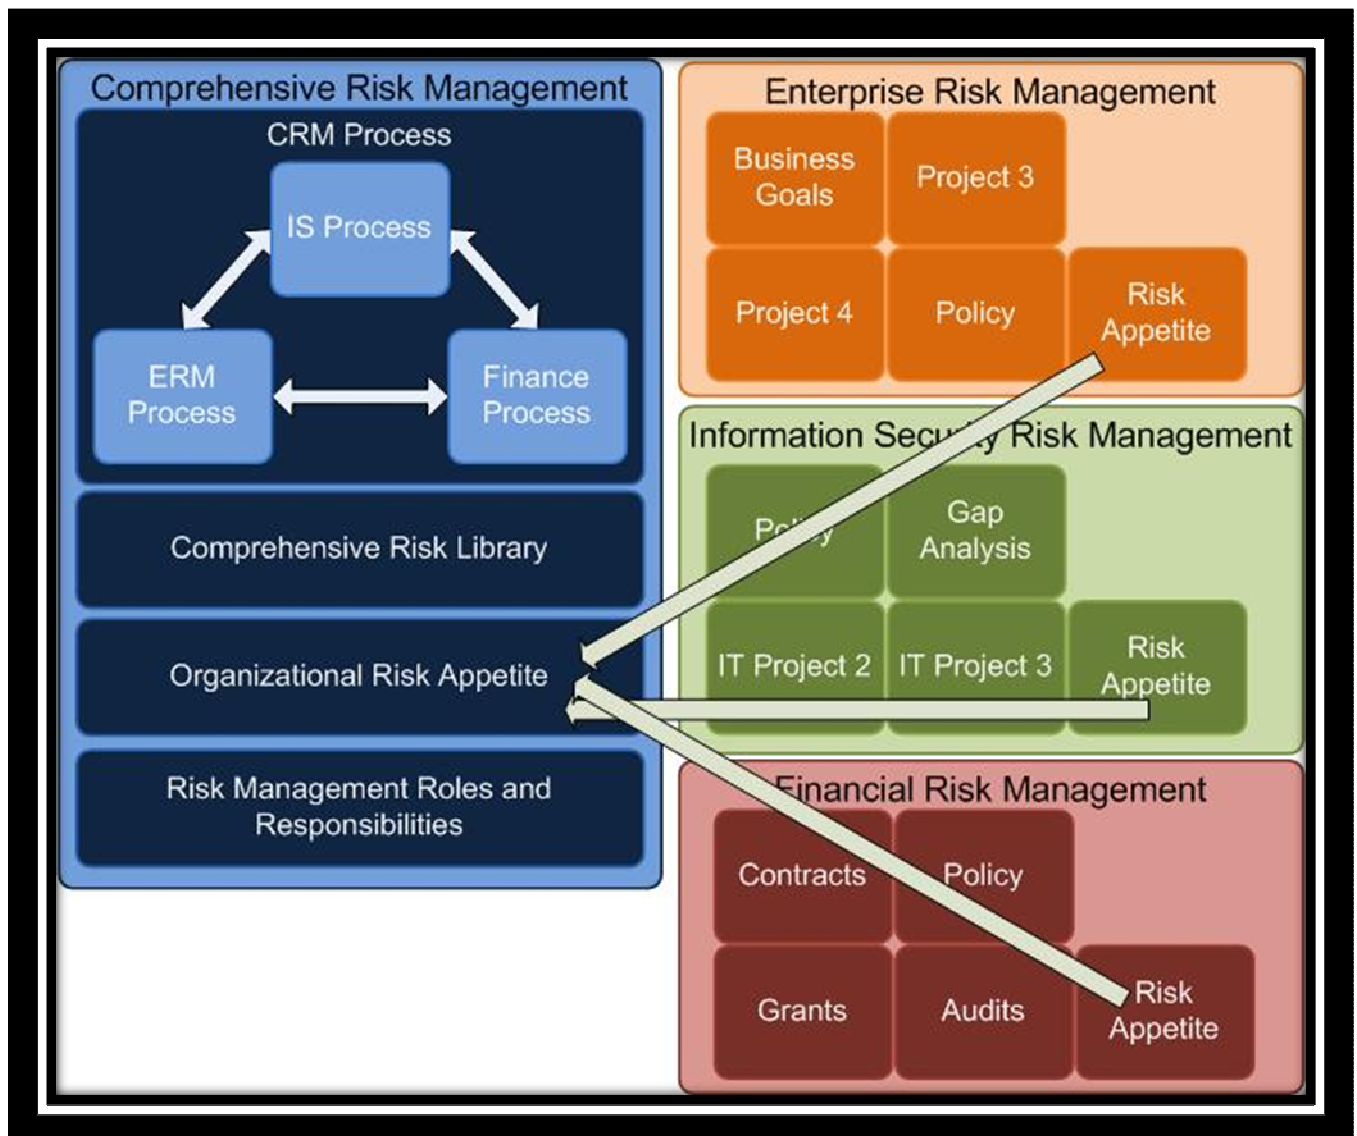 Comprehensive Risk Management
CRM Process
IS Process
ERM
Process
Finance
Process
Comprehensive Risk Library
Organizational Risk Appetite
Risk Management Roles and
Responsibilities
Enterprise Risk Management
Business
Goals
Project 3
Project 4
Policy
Risk
Appetite
Information Security Risk Management
Policy
Gap
Analysis
IT Project 2
IT Project 3
Risk
Appetite
Financial Risk Management
Contracts
Policy
Grants
Audits
Risk
Appetite